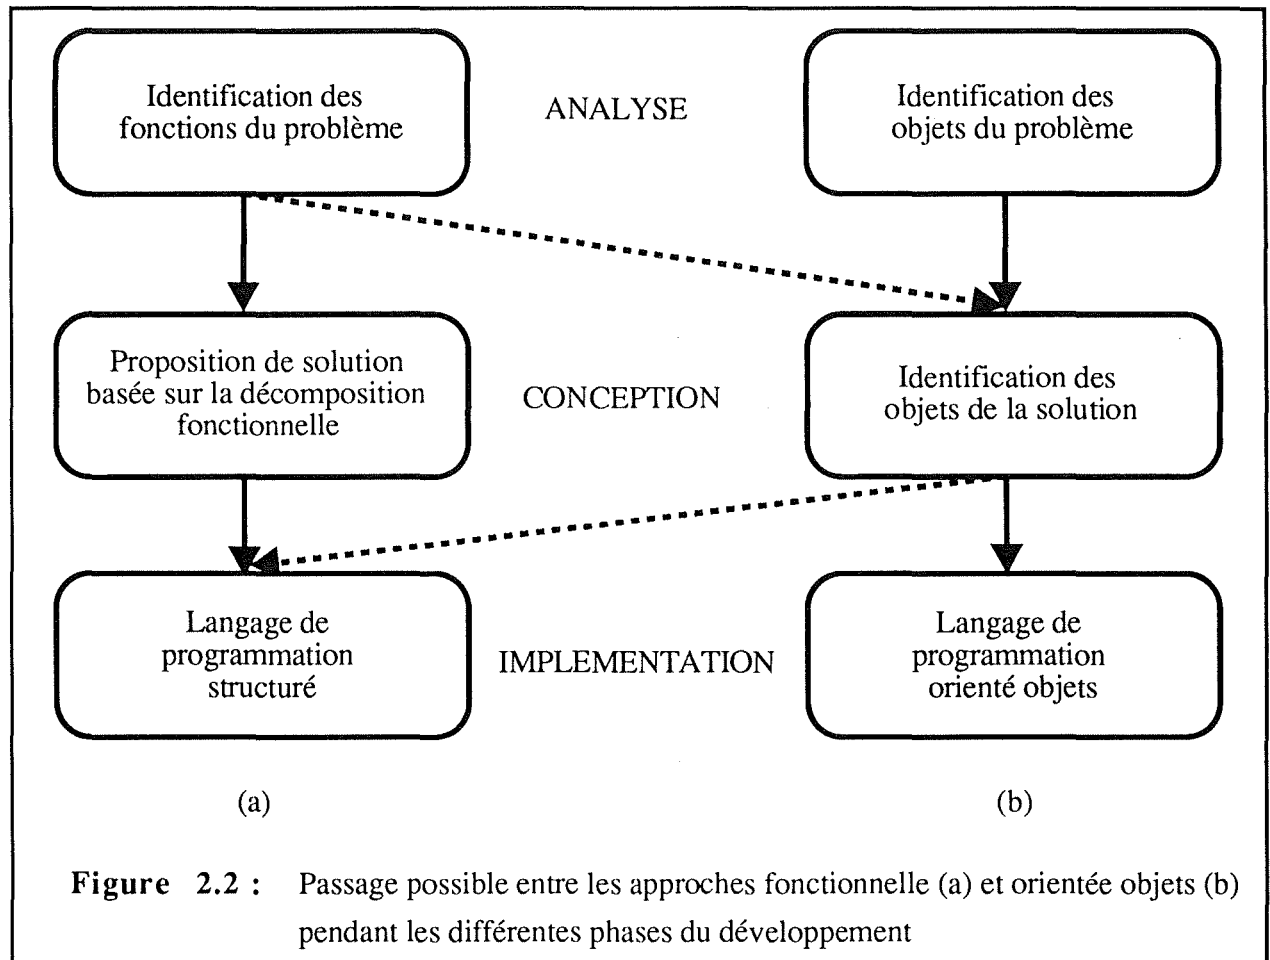 Identification des
fonctions du problème
ANALYSE
Identification des
objets du problème
Proposition de solution
basée sur la décomposition
fonctionnelle
CONCEPTION
Identification des
objets de la solution
Langage de
programmation
structuré
IMPLEMENTATION
Langage de
programmation
orienté objets
(a)
(b)
Figure 2.2 : Passage possible entre les approches fonctionnelle (a) et orientée objets (b)
pendant les différentes phases du développement